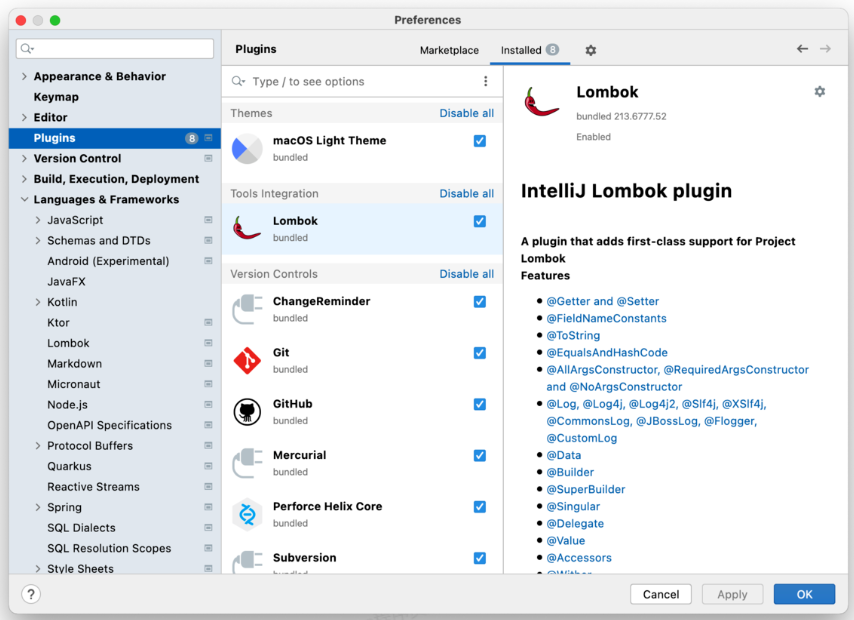 Preferences
Plugins
Marketplace
Installed 8
Type / to see options
Appearance & Behavior
Keymap
Editor
Plugins 8
Version Control
Build, Execution, Deployment
Languages & Frameworks
JavaScript
Schemas and DTDs
Android (Experimental)
JavaFX
Kotlin
Ktor
Lombok
Markdown
Micronaut
Node.js
OpenAPI Specifications
Protocol Buffers
Quarkus
Reactive Streams
Spring
SQL Dialects
SQL Resolution Scopes
Style Sheets
Themes Disable all
macOS Light Theme
bundled
Tools Integration Disable all
Lombok
bundled
Version Controls Disable all
ChangeReminder
bundled
Git
bundled
GitHub
bundled
Mercurial
bundled
Perforce Helix Core
bundled
Subversion
bundled
Lombok
bundled 213.6777.52
Enabled
IntelliJ Lombok plugin
A plugin that adds first-class support for Project
Lombok
Features
@Getter and @Setter
@FieldNameConstants
@ToString
@EqualsAndHashCode
@AllArgsConstructor, @RequiredArgsConstructor
and @NoArgsConstructor
@Log, @Log4j, @Log4j2, @Slf4j, @XSlf4j,
@CommonsLog, @JBossLog, @Flogger,
@CustomLog
@Data
@Builder
@SuperBuilder
@Singular
@Delegate
@Value
@Accessors
@Wither
?
Cancel
Apply
OK